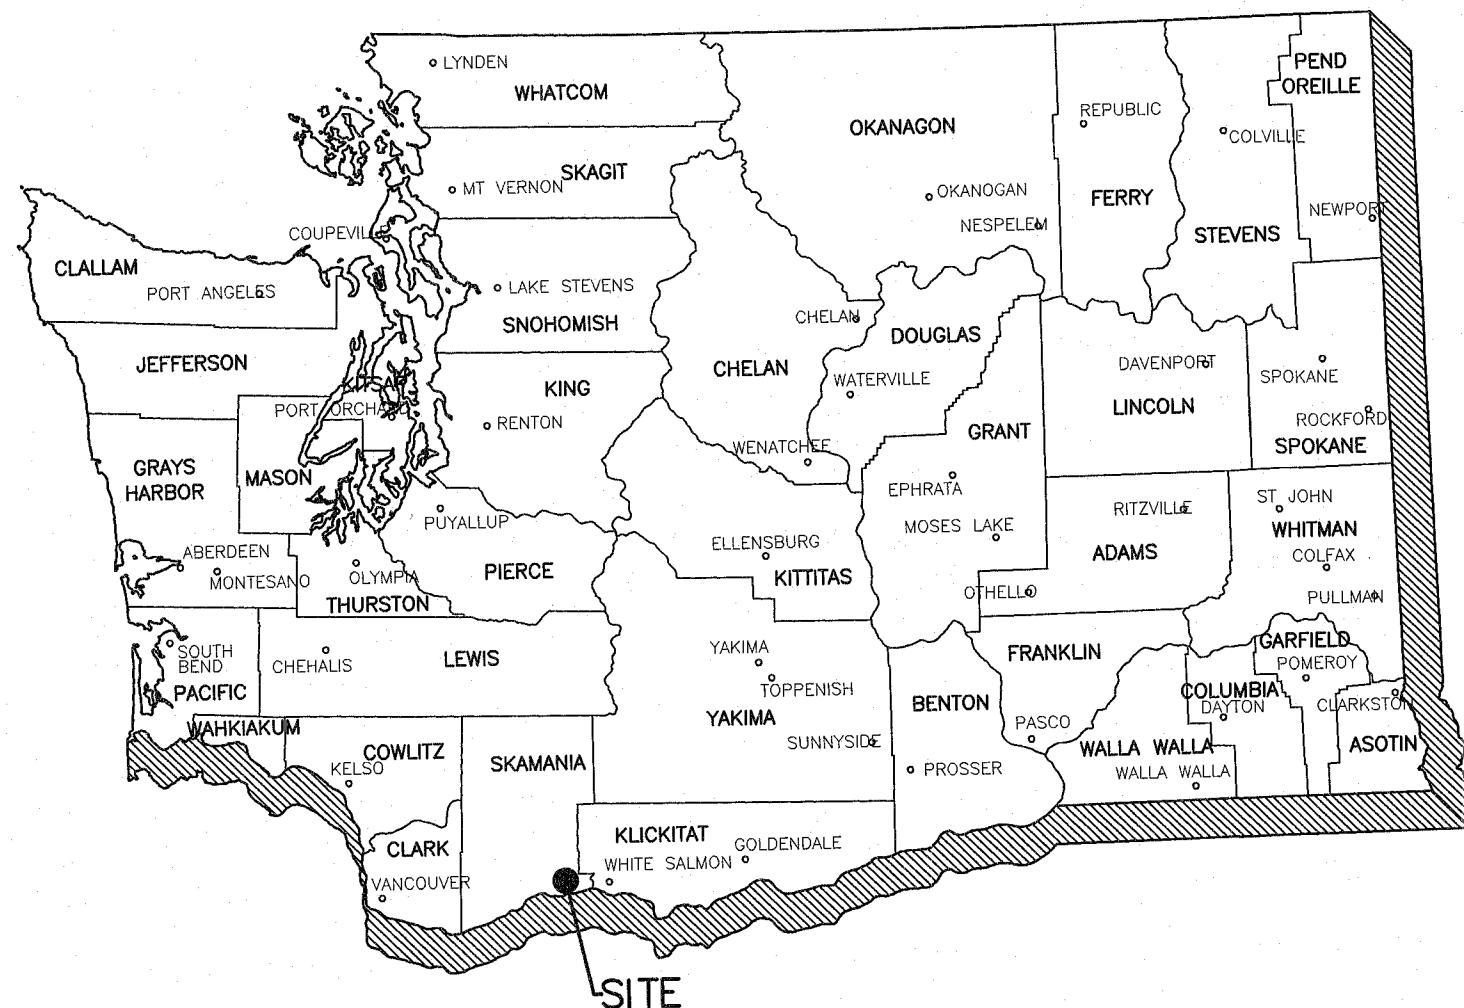 LYNDEN
WHATCOM
PEND
OREILLE
OKANAGON
REPUBLIC
COLVILLE
SKAGIT
MT VERNON
OKANOGAN
FERRY
NEWPORT
NESPELEM
COUPEVILLE
STEVENS
CLALLAM
PORT ANGELES
LAKE STEVENS
SNOHOMISH
CHELAN
DOUGLAS
JEFFERSON
CHELAN
DAVENPORT
SPOKANE
KITSAP
KING
WATERVILLE
LINCOLN
PORT ORCHARD
RENTON
GRANT
ROCKFORD
SPOKANE
WENATCHEE
GRAYS
HARBOR
MASON
EPHRATA
ST JOHN
RITZVILLE
PUYALLUP
MOSES LAKE
WHITMAN
ABERDEEN
ELLENSBURG
ADAMS
COLFAX
MONTESANO
OLYMPIA
PIERCE
KITTITAS
OTHELLO
PULLMAN
THURSTON
SOUTH
BEND
CHEHALIS
LEWIS
YAKIMA
FRANKLIN
GARFIELD
POMEROY
PACIFIC
TOPPENISH
COLUMBIA
DAYTON
CLARKSTON
WAHKIAKUM
YAKIMA
BENTON
PASCO
COWLITZ
SUNNYSIDE
WALLA WALLA
ASOTIN
KELSO
SKAMANIA
PROSSER
WALLA WALLA
CLARK
KLICKITAT
GOLDENDALE
WHITE SALMON
VANCOUVER
SITE